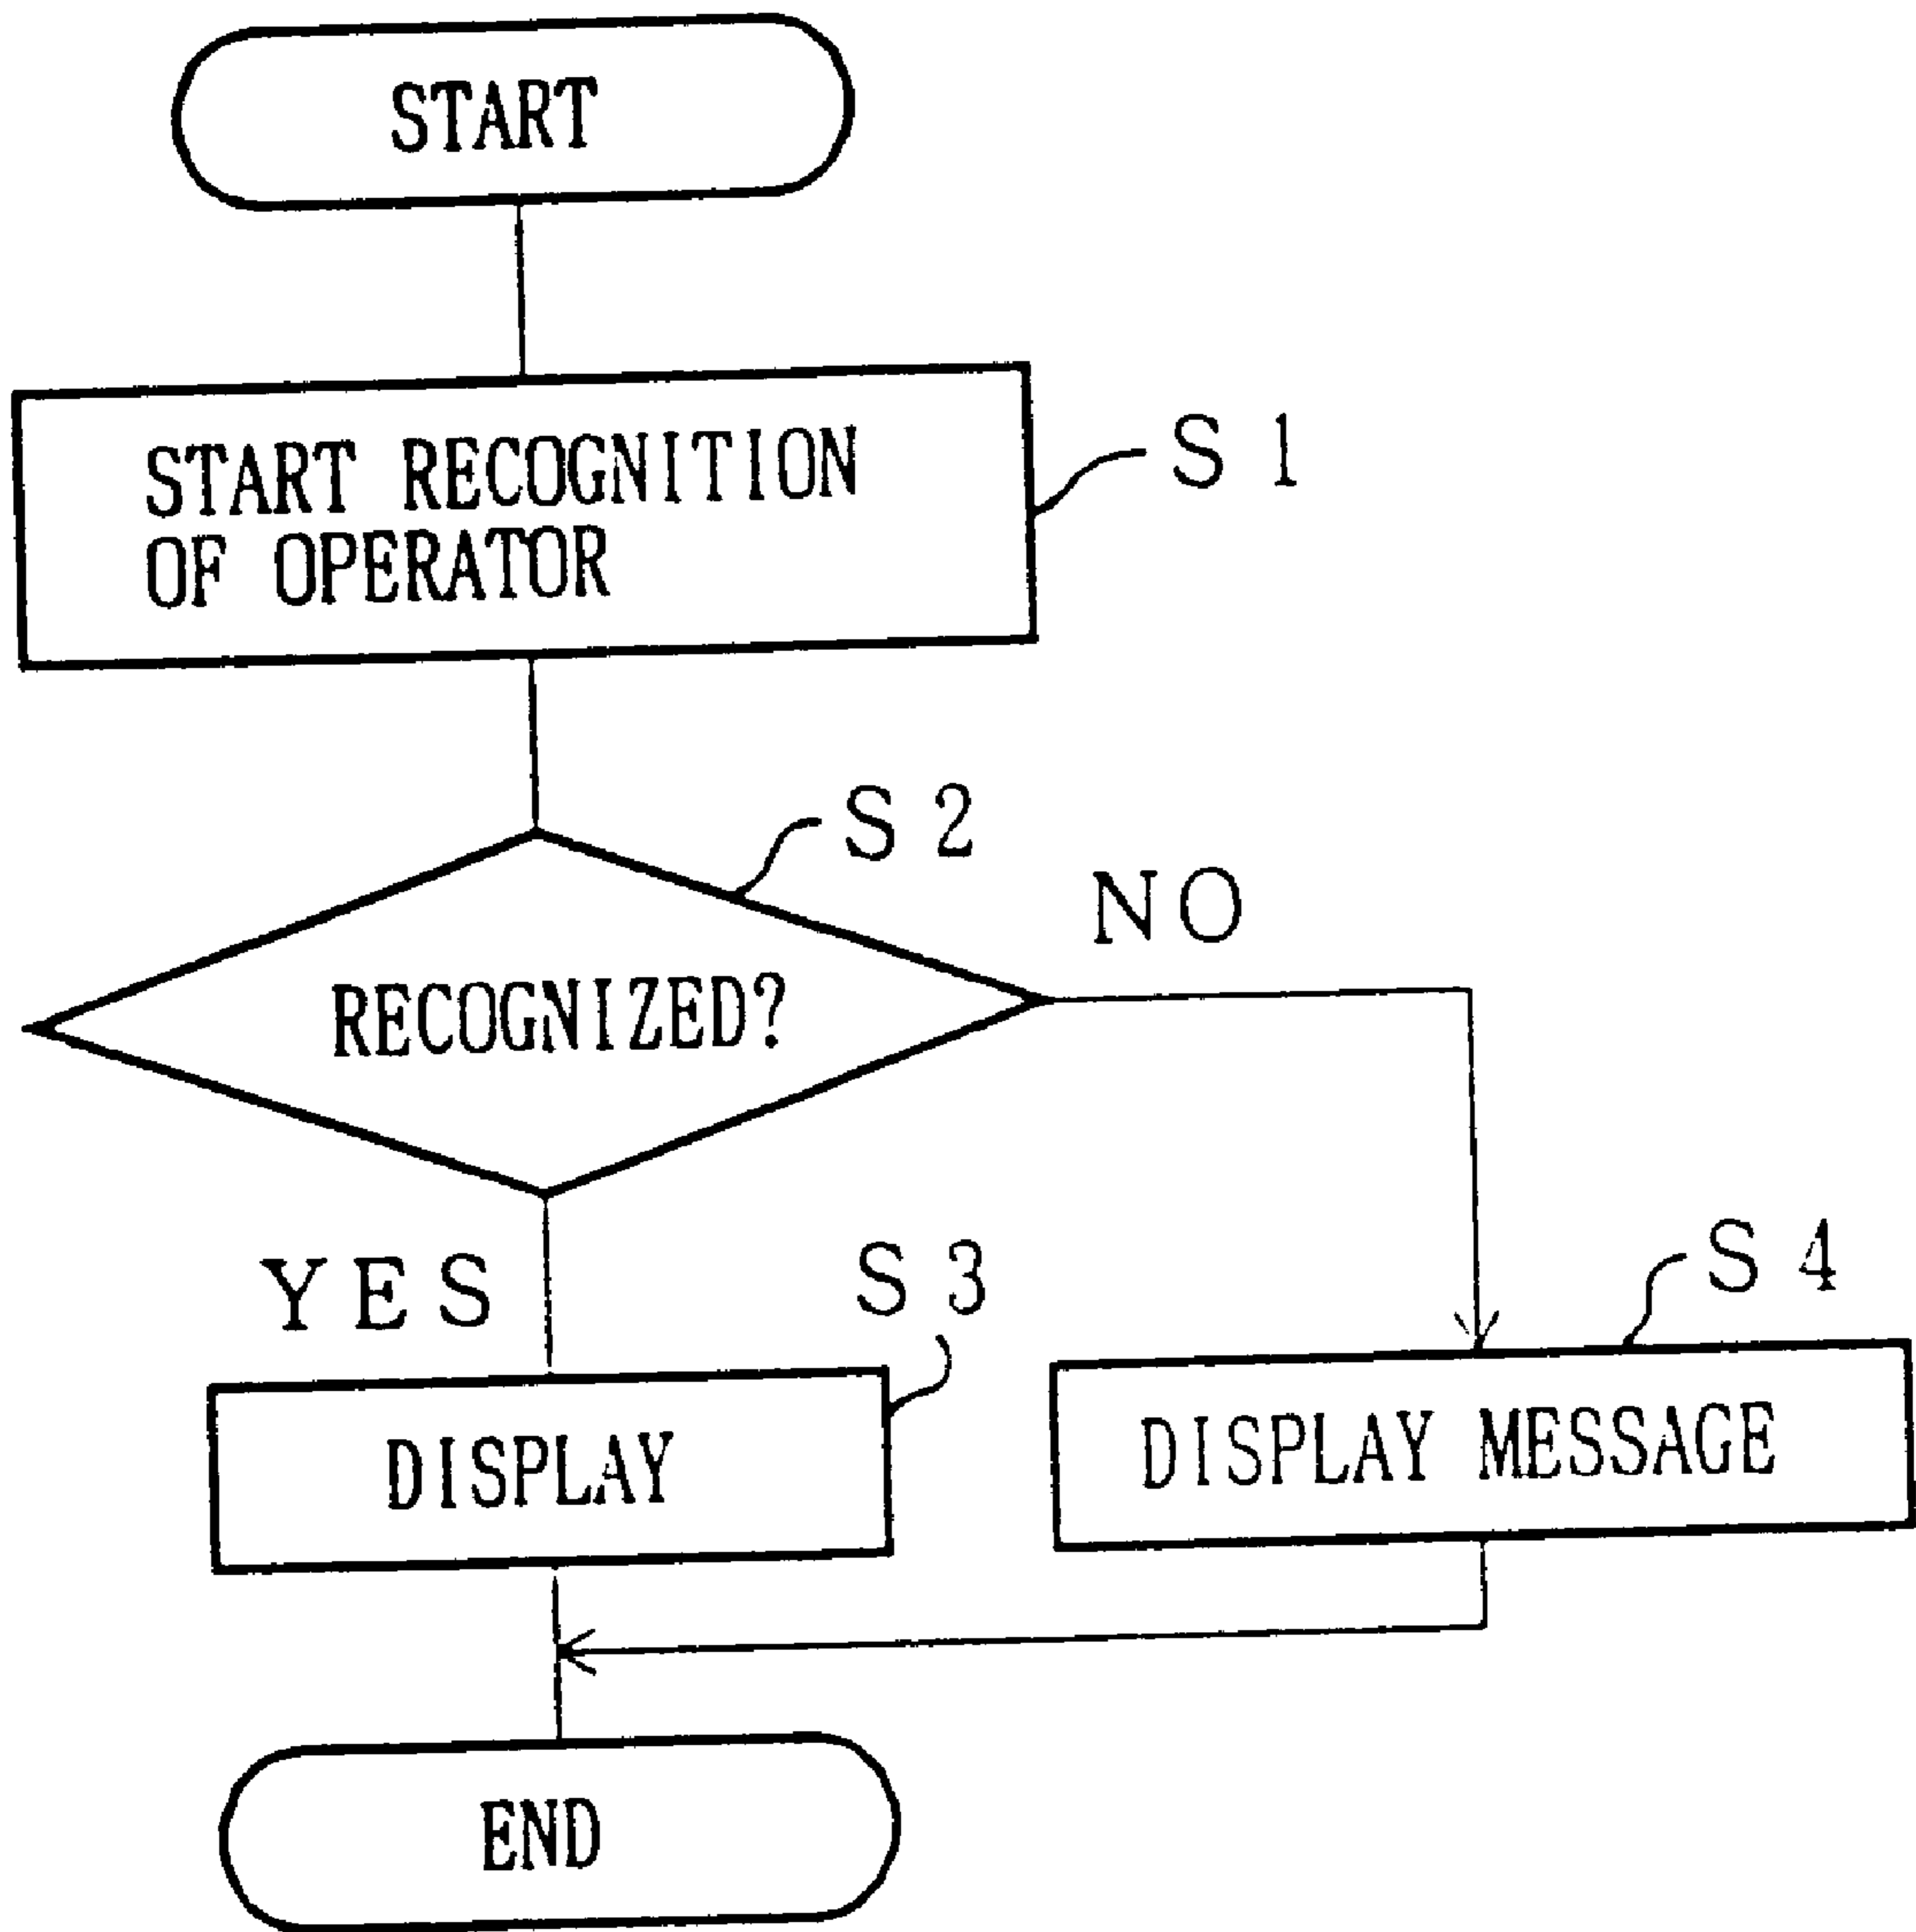 START
START RECOGNITION
OF OPERATOR
S 1
S 2
NO
RECOGNIZED?
YES
S 3
S 4
DISPLAY
DISPLAY MESSAGE
END